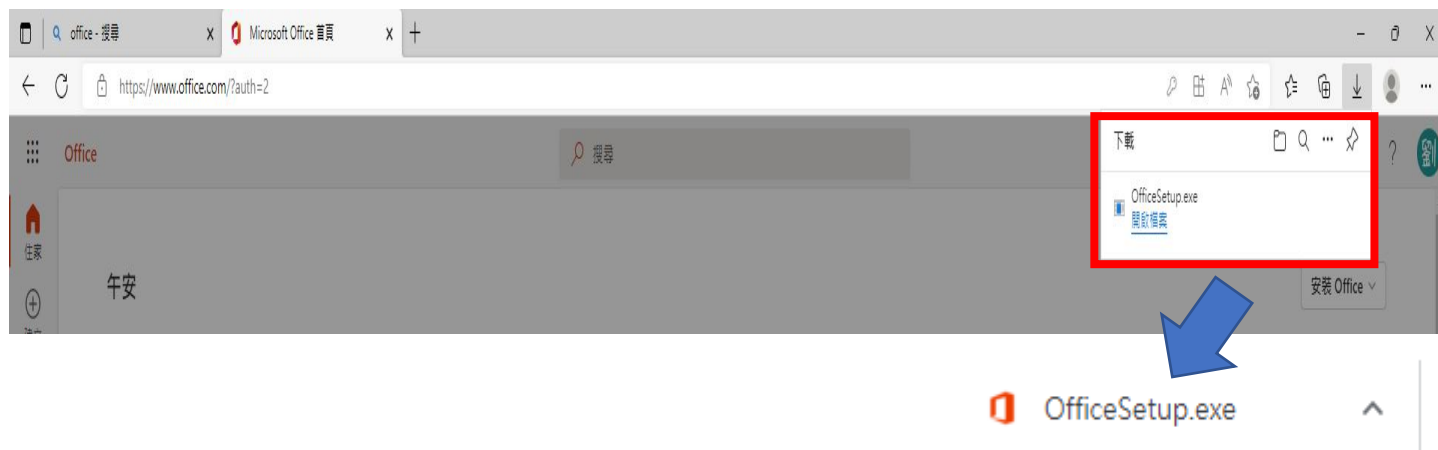 office - 搜尋
Microsoft Office 首頁
https://www.office.com/?auth=2
Office
搜尋
下載
劉
OfficeSetup.exe
開啟檔案
住家
午安
安裝 Office
OfficeSetup.exe